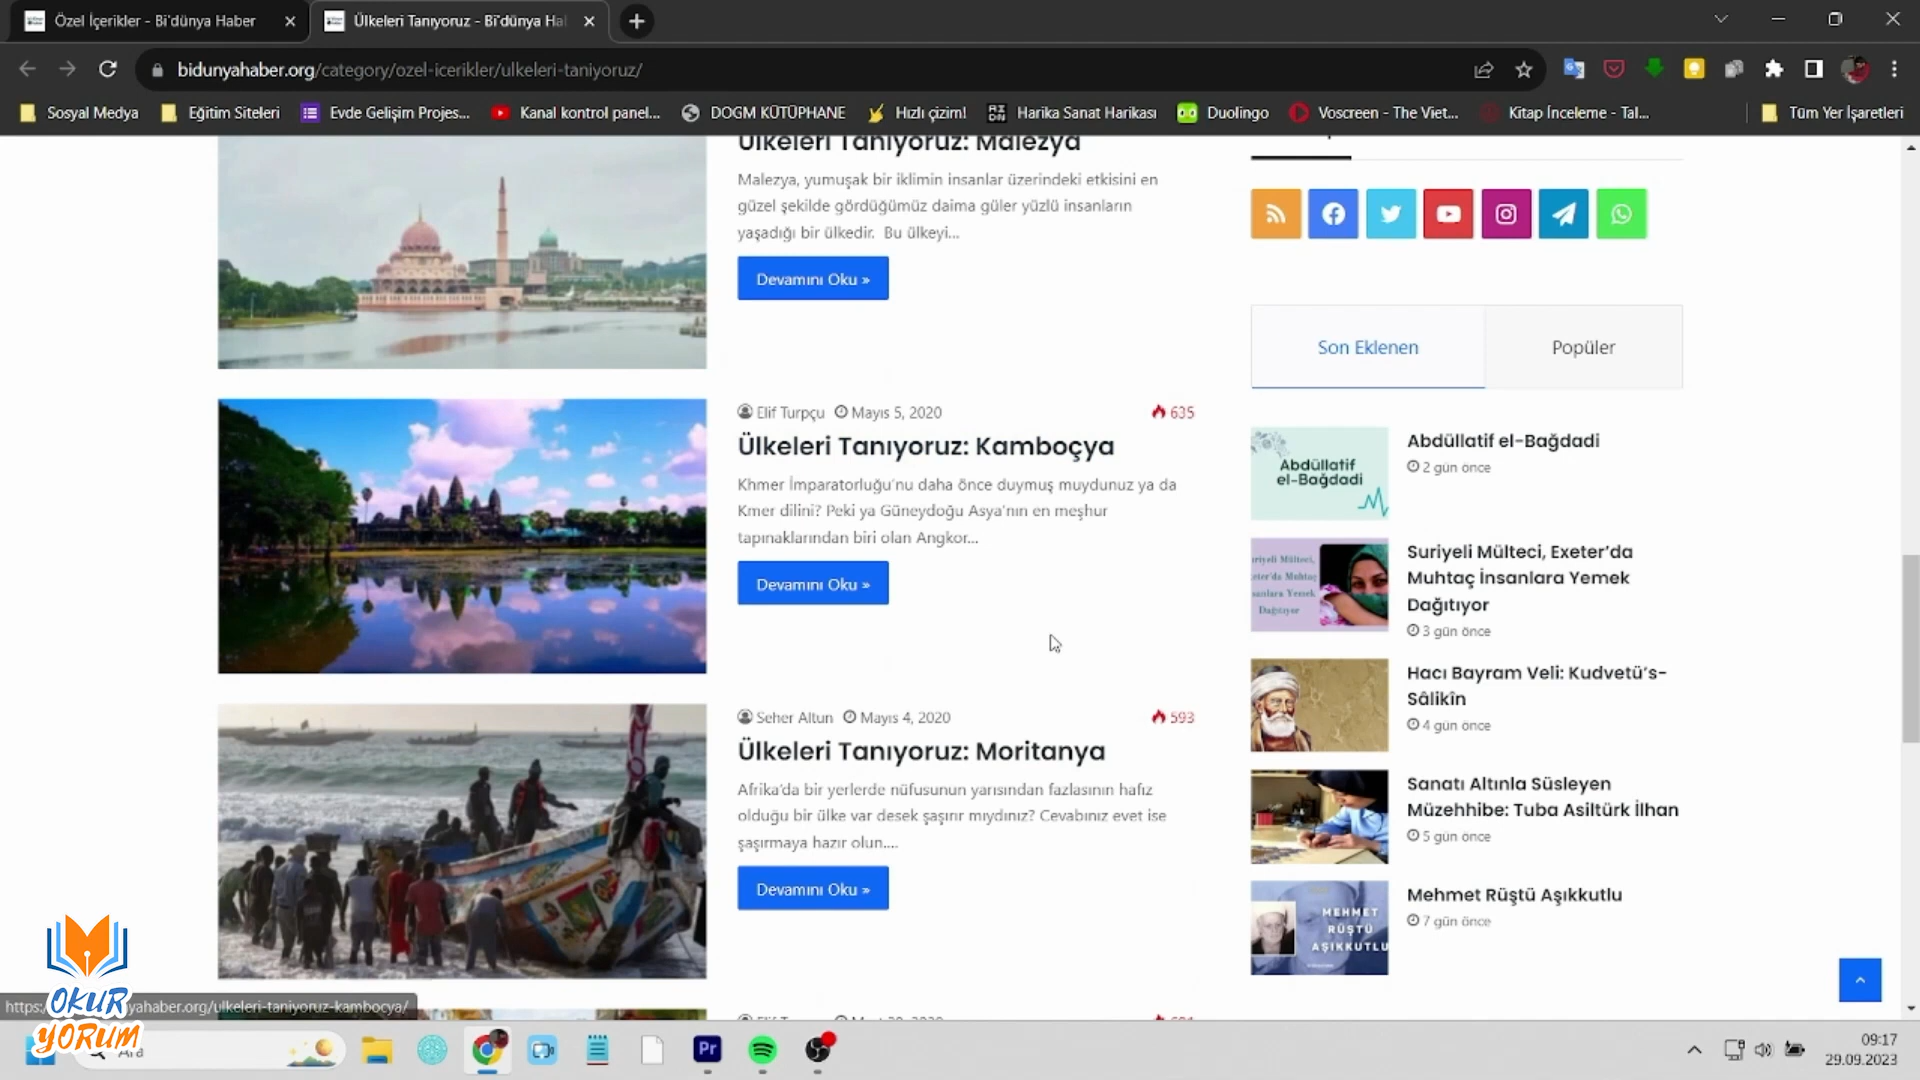 Özel İçerikler - Bi'dünya Haber
Ülkeleri Tanıyoruz - Bi'dünya Ha
bidunyahaber.org/category/ozel-icerikler/ulkeleri-taniyoruz/
Sosyal Medya
Eğitim Siteleri
Evde Gelişim Projes...
Kanal kontrol panel...
DOGM KÜTÜPHANE
Hızlı çizim!
Harika Sanat Harikası
Duolingo
Voscreen - The Viet...
Kitap İnceleme - Tal...
Tüm Yer İşaretleri
Ülkeleri Tanıyoruz: Malezya
Malezya, yumuşak bir iklimin insanlar üzerindeki etkisini en
güzel şekilde gördüğümüz daima güler yüzlü insanların
yaşadığı bir ülkedir. Bu ülkeyi...
Devamını Oku »
Elif Turpçu Mayıs 5, 2020 635
Ülkeleri Tanıyoruz: Kamboçya
Khmer İmparatorluğu'nu daha önce duymuş muydunuz ya da
Kmer dilini? Peki ya Güneydoğu Asya'nın en meşhur
tapınaklarından biri olan Angkor...
Devamını Oku »
Seher Altun Mayıs 4, 2020 593
Ülkeleri Tanıyoruz: Moritanya
Afrika'da bir yerlerde nüfusunun yarısından fazlasının hafız
olduğu bir ülke var desek şaşırır mıydınız? Cevabınız evet ise
şaşırmaya hazır olun....
Devamını Oku »
Son Eklenen
Popüler
Abdüllatif
el-Bağdadi
Abdüllatif el-Bağdadi
2 gün önce
Suriyeli Mülteci, Exeter'da
Muhtaç İnsanlara Yemek
Dağıtıyor
3 gün önce
Hacı Bayram Veli: Kudvetü's-
Sâlikîn
4 gün önce
Sanatı Altınla Süsleyen
Müzehhibe: Tuba Asiltürk İlhan
5 gün önce
MEHMET
RÜŞTÜ
AŞIKKUTLU
Mehmet Rüştü Aşıkkutlu
7 gün önce
yahaber.org/ulkeleri-taniyoruz-kambocya/
OKUR
YORUM
Ara
Pr
09:17
29.09.2023